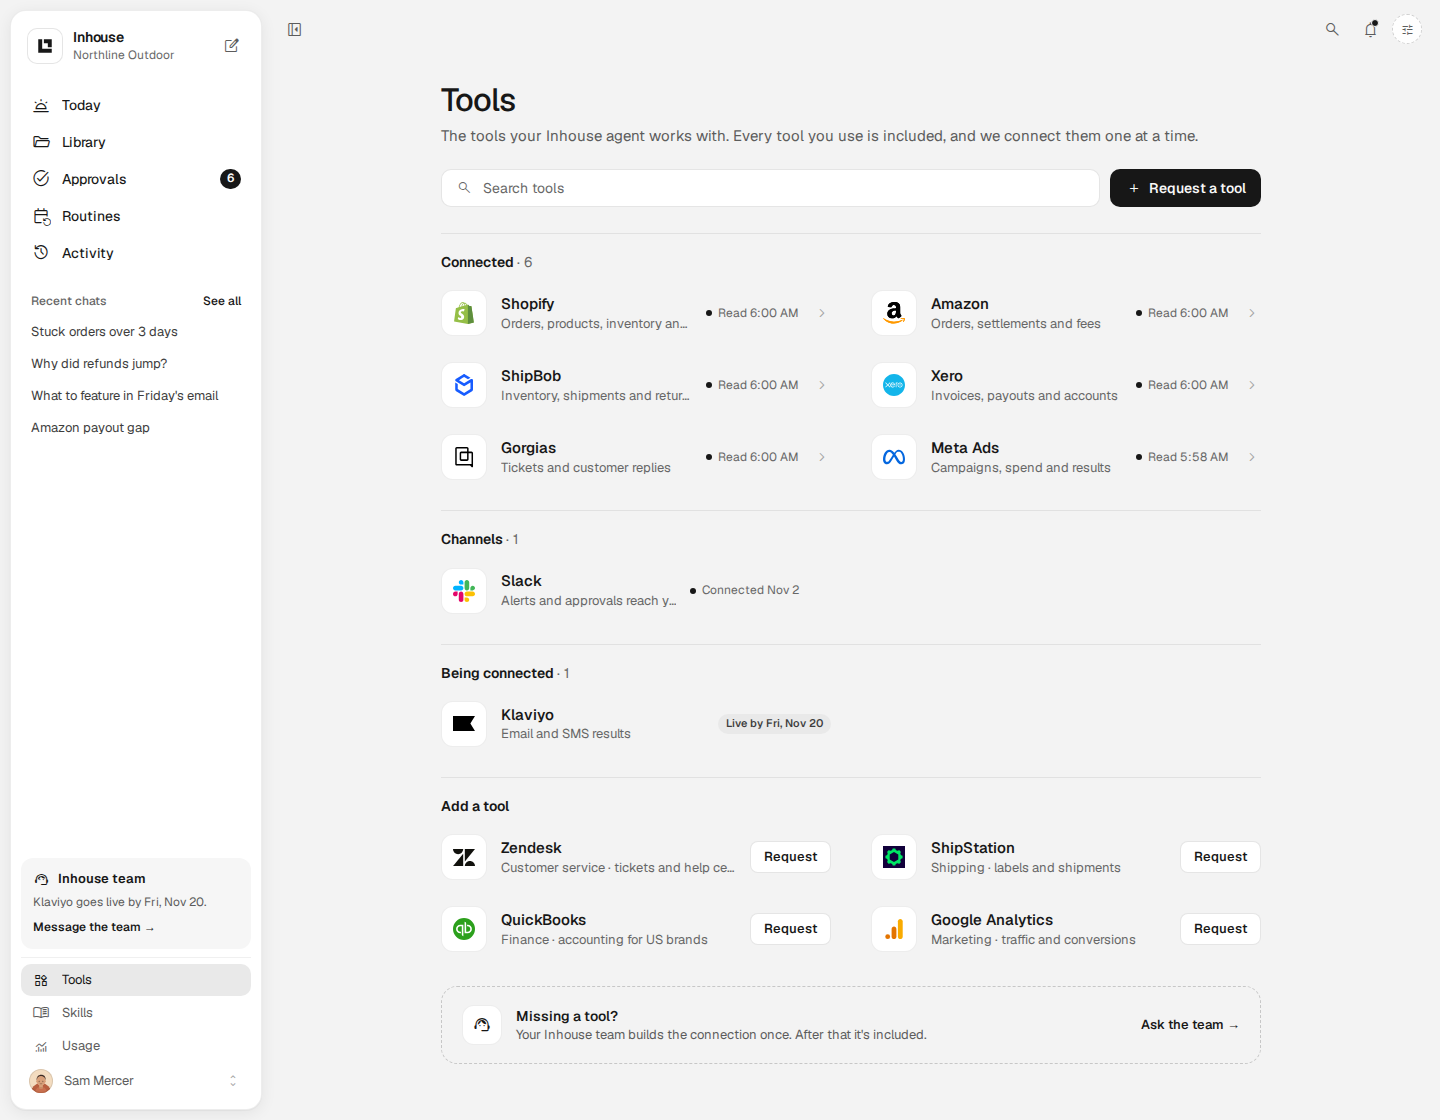 Inhouse
Northline Outdoor
Today
Library
Approvals 6
Routines
Activity
Recent chats See all
Stuck orders over 3 days
Why did refunds jump?
What to feature in Friday's email
Amazon payout gap
Inhouse team
Klaviyo goes live by Fri, Nov 20.
Message the team →
Tools
Skills
Usage
Sam Mercer
Tools
The tools your Inhouse agent works with. Every tool you use is included, and we connect them one at a time.
Search tools
+ Request a tool
Connected · 6
Shopify
Orders, products, inventory an...
Read 6:00 AM
Amazon
Orders, settlements and fees
Read 6:00 AM
ShipBob
Inventory, shipments and retur...
Read 6:00 AM
xero
Xero
Invoices, payouts and accounts
Read 6:00 AM
Gorgias
Tickets and customer replies
Read 6:00 AM
Meta Ads
Campaigns, spend and results
Read 5:58 AM
Channels · 1
Slack
Alerts and approvals reach y...
Connected Nov 2
Being connected · 1
Klaviyo
Email and SMS results
Live by Fri, Nov 20
Add a tool
Zendesk
Customer service · tickets and help ce...
Request
ShipStation
Shipping · labels and shipments
Request
qb
QuickBooks
Finance · accounting for US brands
Request
Google Analytics
Marketing · traffic and conversions
Request
Missing a tool?
Your Inhouse team builds the connection once. After that it's included.
Ask the team →